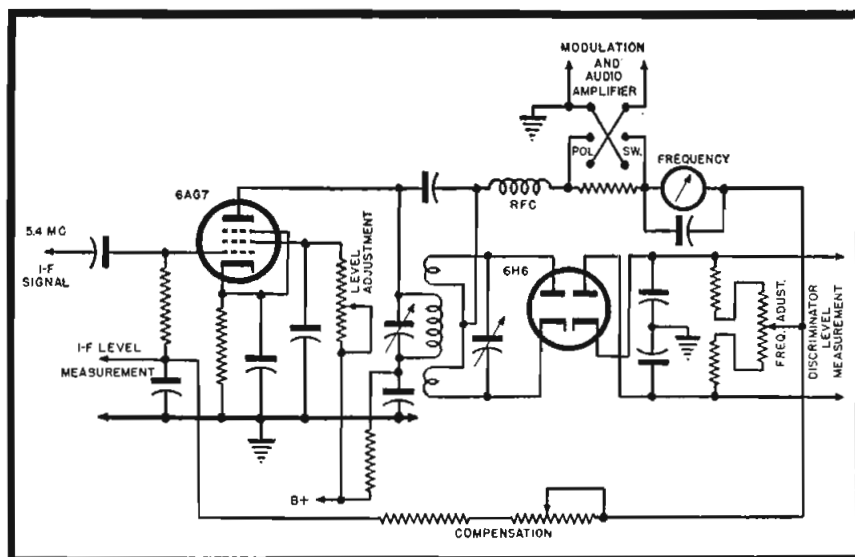 MODULATION
AND
AUDIO
AMPLIFIER
POL. SW.
FREQUENCY
6AG7
RFC
5.4 MC
I-F
SIGNAL
LEVEL
ADJUSTMENT
6H6
I-F LEVEL
MEASUREMENT
FREQ. ADJUST.
DISCRIMINATOR
LEVEL
MEASUREMENT
B+
COMPENSATION